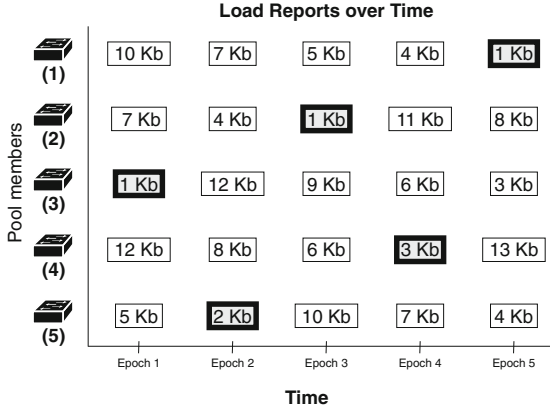 Load Reports over Time
Pool members
(1) 10 Kb 7 Kb 5 Kb 4 Kb 1 Kb
(2) 7 Kb 4 Kb 1 Kb 11 Kb 8 Kb
(3) 1 Kb 12 Kb 9 Kb 6 Kb 3 Kb
(4) 12 Kb 8 Kb 6 Kb 3 Kb 13 Kb
(5) 5 Kb 2 Kb 10 Kb 7 Kb 4 Kb
Epoch 1 Epoch 2 Epoch 3 Epoch 4 Epoch 5
Time